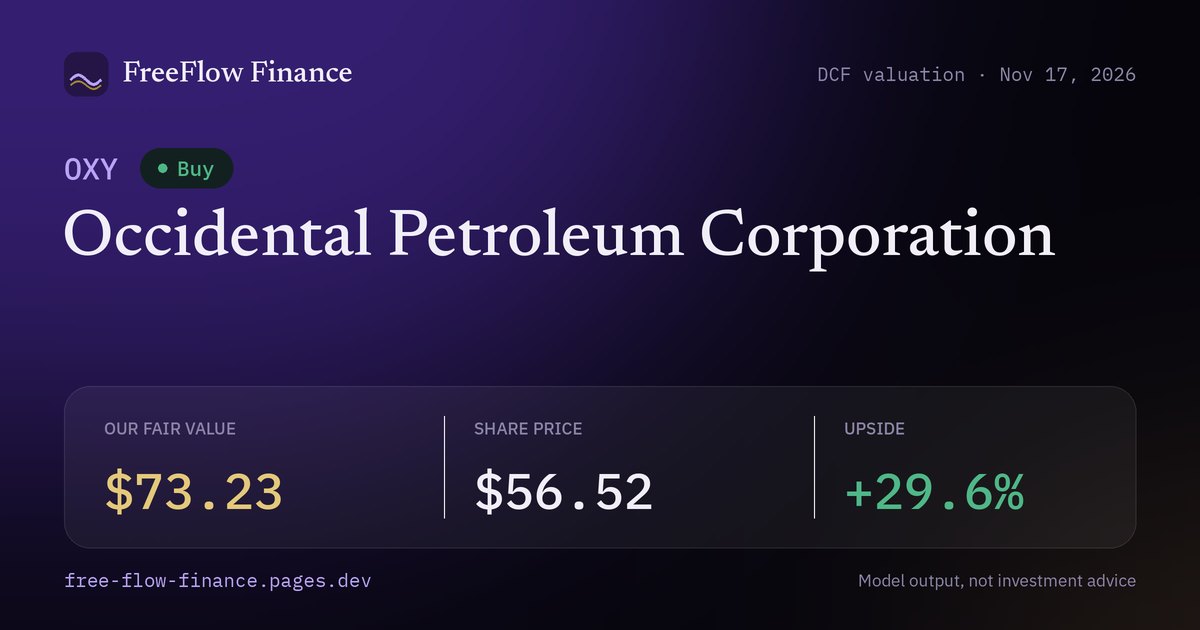 FreeFlow Finance
DCF valuation · Nov 17, 2026
OXY
Buy
Occidental Petroleum Corporation
OUR FAIR VALUE
$73.23
SHARE PRICE
$56.52
UPSIDE
+29.6%
free-flow-finance.pages.dev
Model output, not investment advice